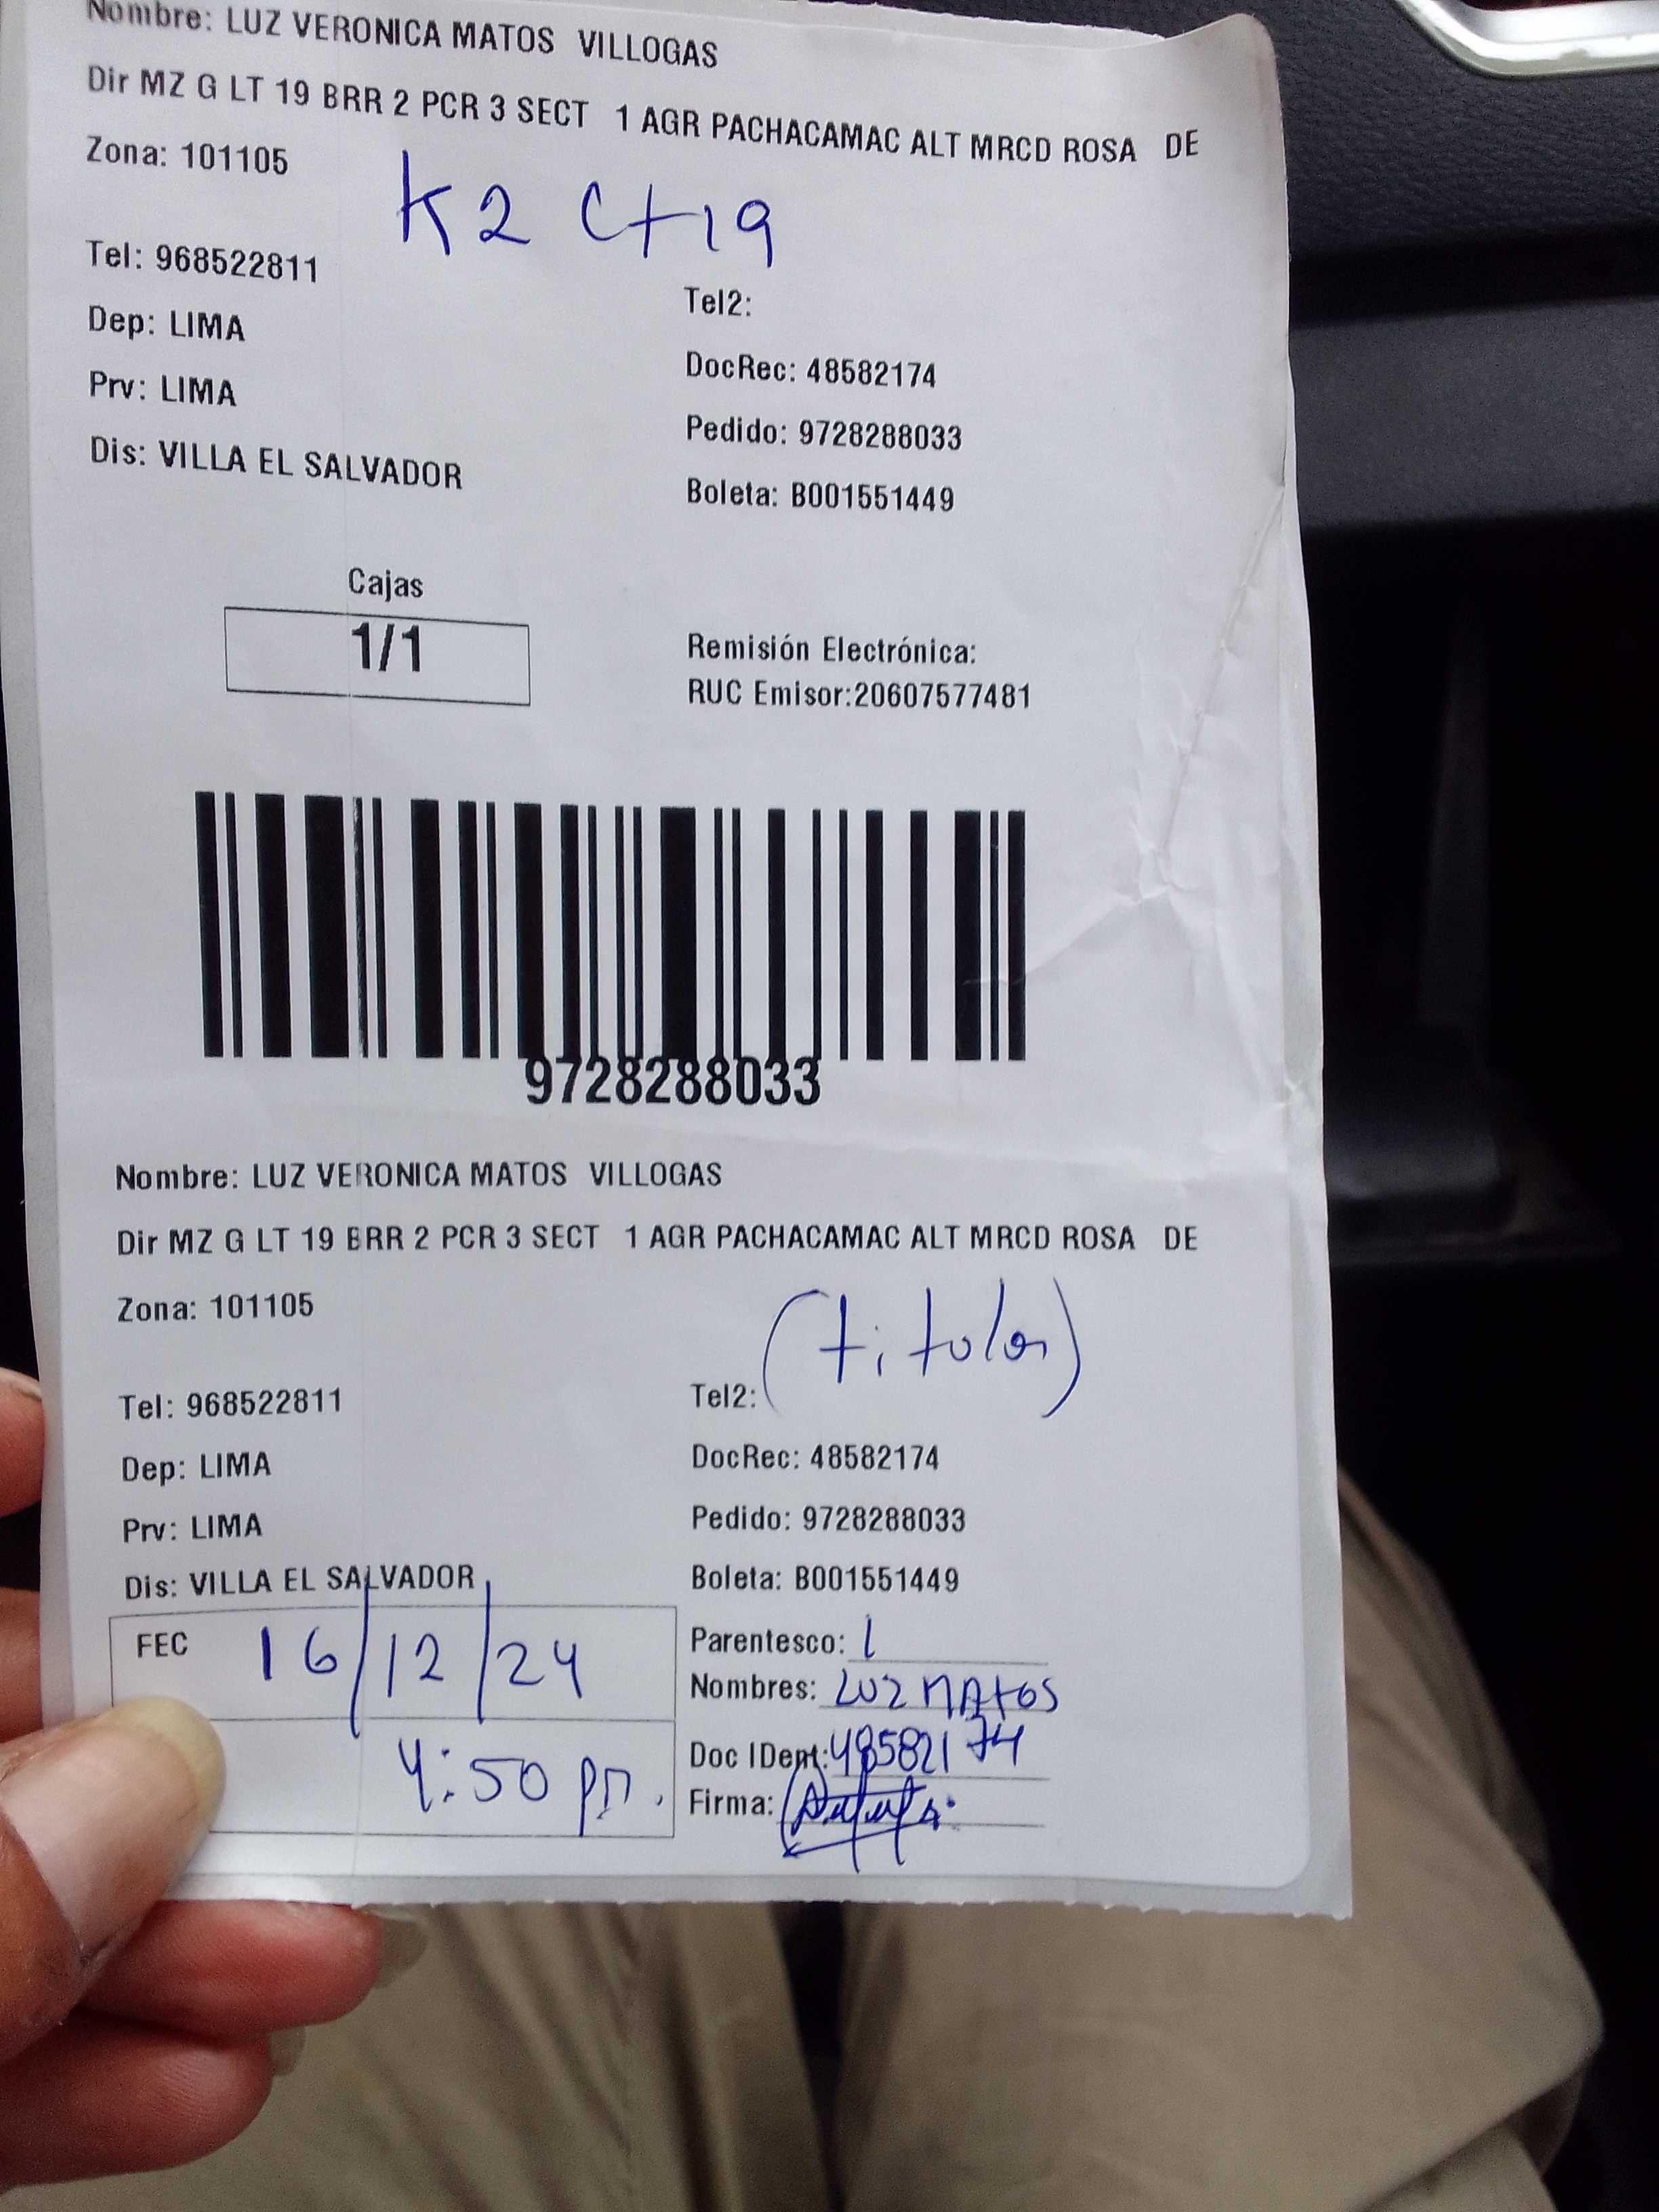 Nombre: LUZ VERONICA MATOS VILLOGAS
Dir MZ G LT 19 BRR 2 PCR 3 SECT 1 AGR PACHACAMAC ALT MRCD ROSA DE
Zona: 101105
K2 Ct 19
Tel: 968522811
Tel2:
Dep: LIMA
DocRec: 48582174
Prv: LIMA
Pedido: 9728288033
Dis: VILLA EL SALVADOR
Boleta: B001551449
Cajas
1/1
Remisión Electrónica:
RUC Emisor:20607577481
9728288033
Nombre: LUZ VERONICA MATOS VILLOGAS
Dir MZ G LT 19 BRR 2 PCR 3 SECT 1 AGR PACHACAMAC ALT MRCD ROSA DE
Zona: 101105
(titular)
Tel: 968522811
Tel2:
Dep: LIMA
DocRec: 48582174
Prv: LIMA
Pedido: 9728288033
Dis: VILLA EL SALVADOR
Boleta: B001551449
FEC 16/12/24
Parentesco:
Nombres: LUZ MAtOS
4:50 pm.
Doc IDent: 48582174
Firma: